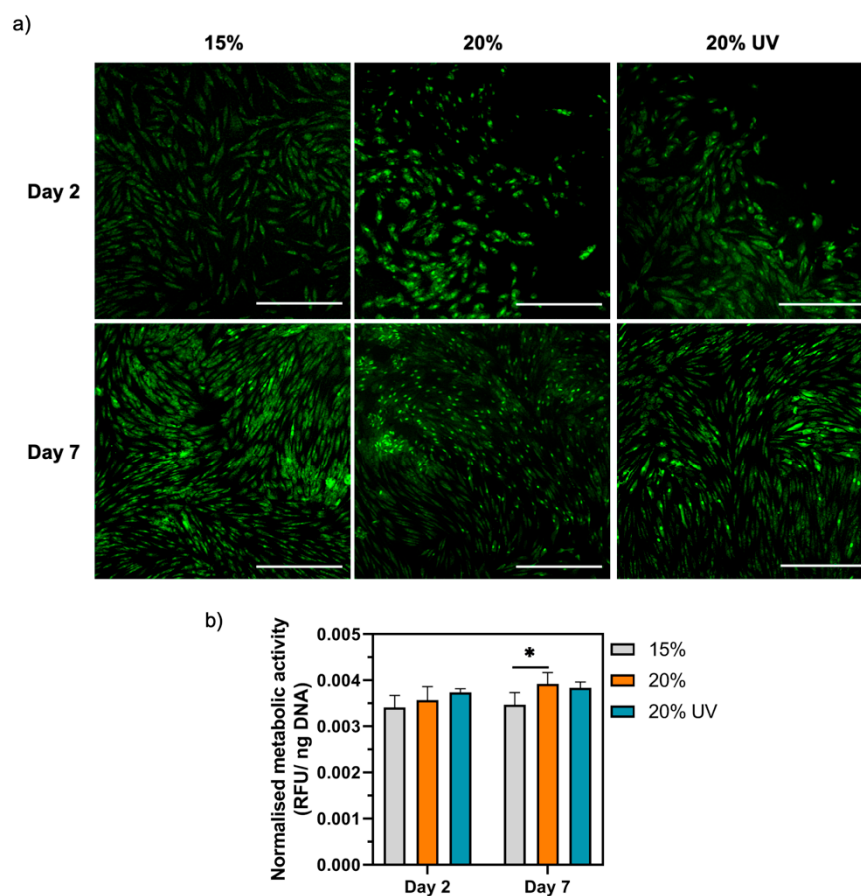 a)
15%
20%
20% UV
Day 2
Day 7
b)
Normalised metabolic activity
(RFU/ ng DNA)
0.005
0.004
0.003
0.002
0.001
0.000
*
Day 2
Day 7
15%
20%
20% UV